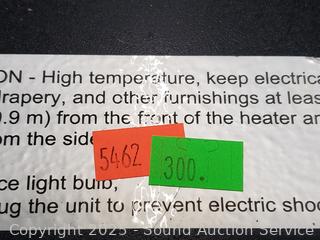 ON - High temperature, keep electrica
drapery, and other furnishings at leas
0.9 m) from the front of the heater an
om the side
5462
300.
ce light bulb,
ug the unit to prevent electric shoc
Copyright 2025 - Sound Auction Service